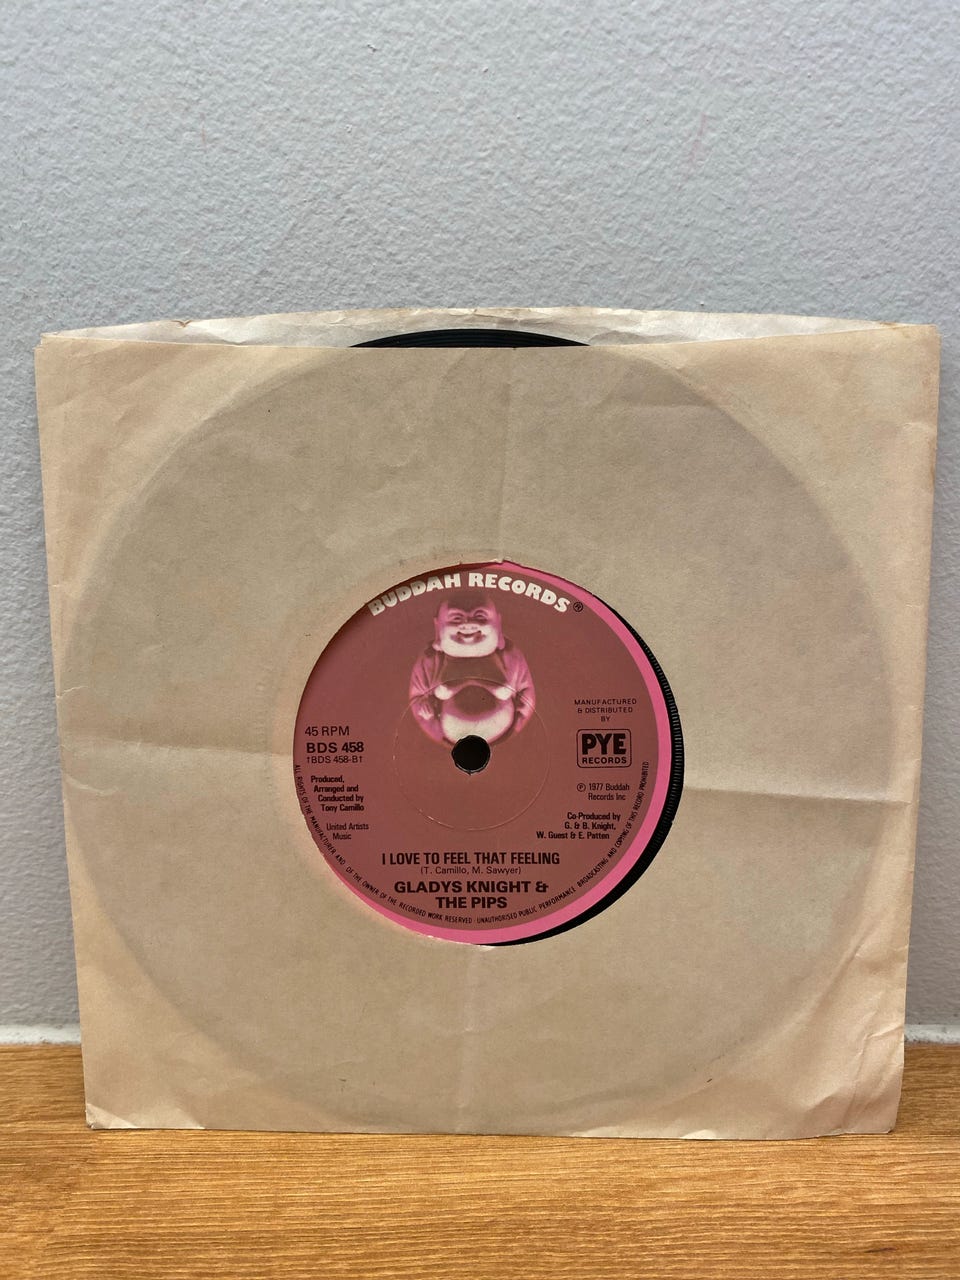 BUDDAH RECORDS®
MANUFACTURED
& DISTRIBUTED
BY
PYE
RECORDS
45 RPM
BDS 458
†BDS 458-B†
Produced,
Arranged and
Conducted by
Tony Camillo
United Artists
Music
℗ 1977 Buddah
Records Inc
Co-Produced by
G. & B. Knight,
W. Guest & E. Patten
I LOVE TO FEEL THAT FEELING
(T. Camillo, M. Sawyer)
GLADYS KNIGHT &
THE PIPS
ALL RIGHTS OF THE MANUFACTURER AND OF THE OWNER OF THE RECORDED WORK RESERVED · UNAUTHORISED PUBLIC PERFORMANCE BROADCASTING AND COPYING OF THIS RECORD PROHIBITED